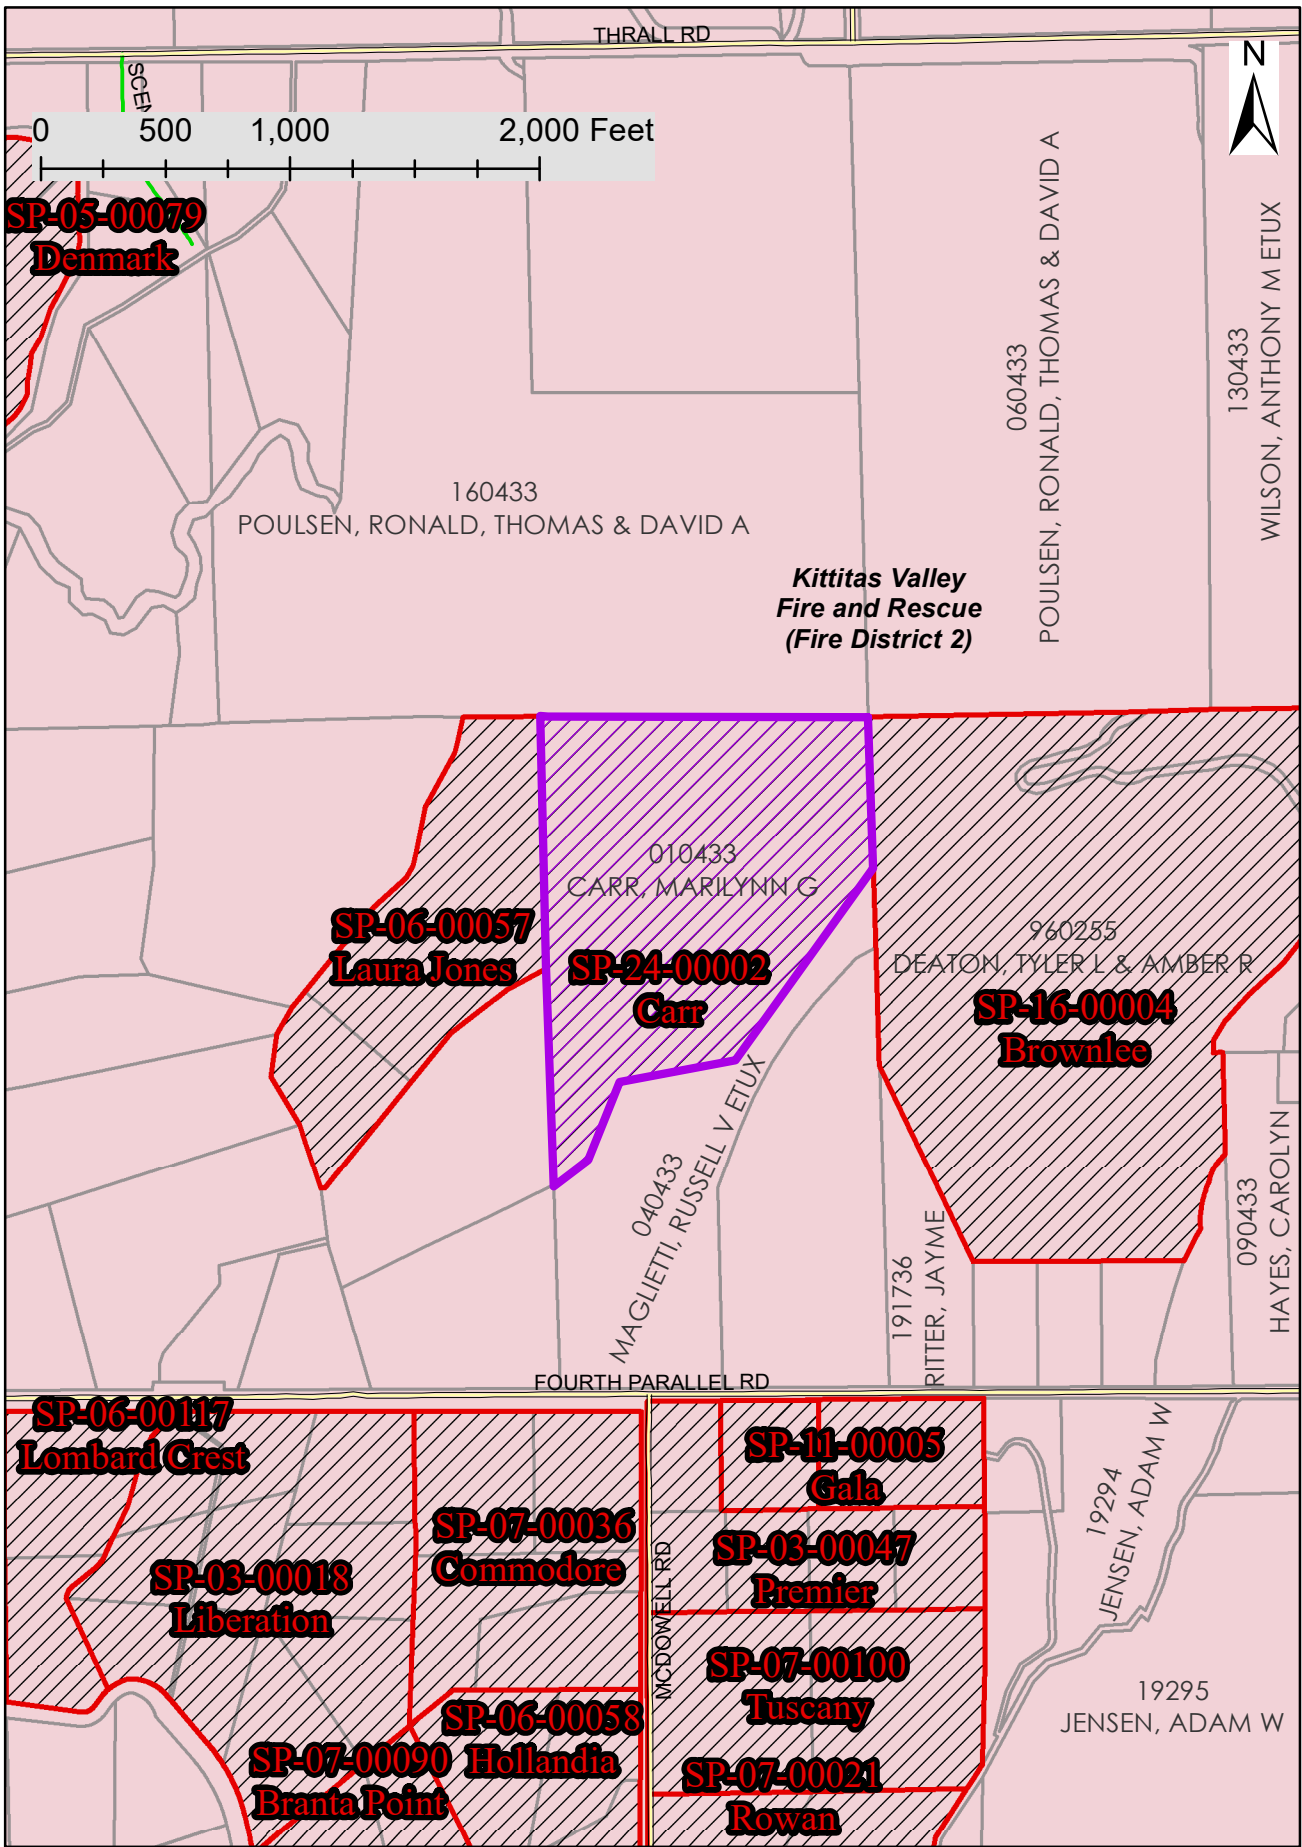 THRALL RD
N
SCEN
0 500 1,000 2,000 Feet
SP-05-00079
Denmark
060433
POULSEN, RONALD, THOMAS & DAVID A
130433
WILSON, ANTHONY M ETUX
160433
POULSEN, RONALD, THOMAS & DAVID A
Kittitas Valley
Fire and Rescue
(Fire District 2)
010433
CARR, MARILYNN G
SP-06-00057
Laura Jones
SP-24-00002
Carr
960255
DEATON, TYLER L & AMBER R
SP-16-00004
Brownlee
040433
MAGLIETTI, RUSSELL V ETUX
191736
RITTER, JAYME
090433
HAYES, CAROLYN
FOURTH PARALLEL RD
SP-06-00117
Lombard Crest
SP-11-00005
Gala
19294
JENSEN, ADAM W
SP-07-00036
Commodore
SP-03-00047
Premier
SP-03-00018
Liberation
MCDOWELL RD
SP-07-00100
Tuscany
19295
JENSEN, ADAM W
SP-06-00058
Hollandia
SP-07-00090
Branta Point
SP-07-00021
Rowan